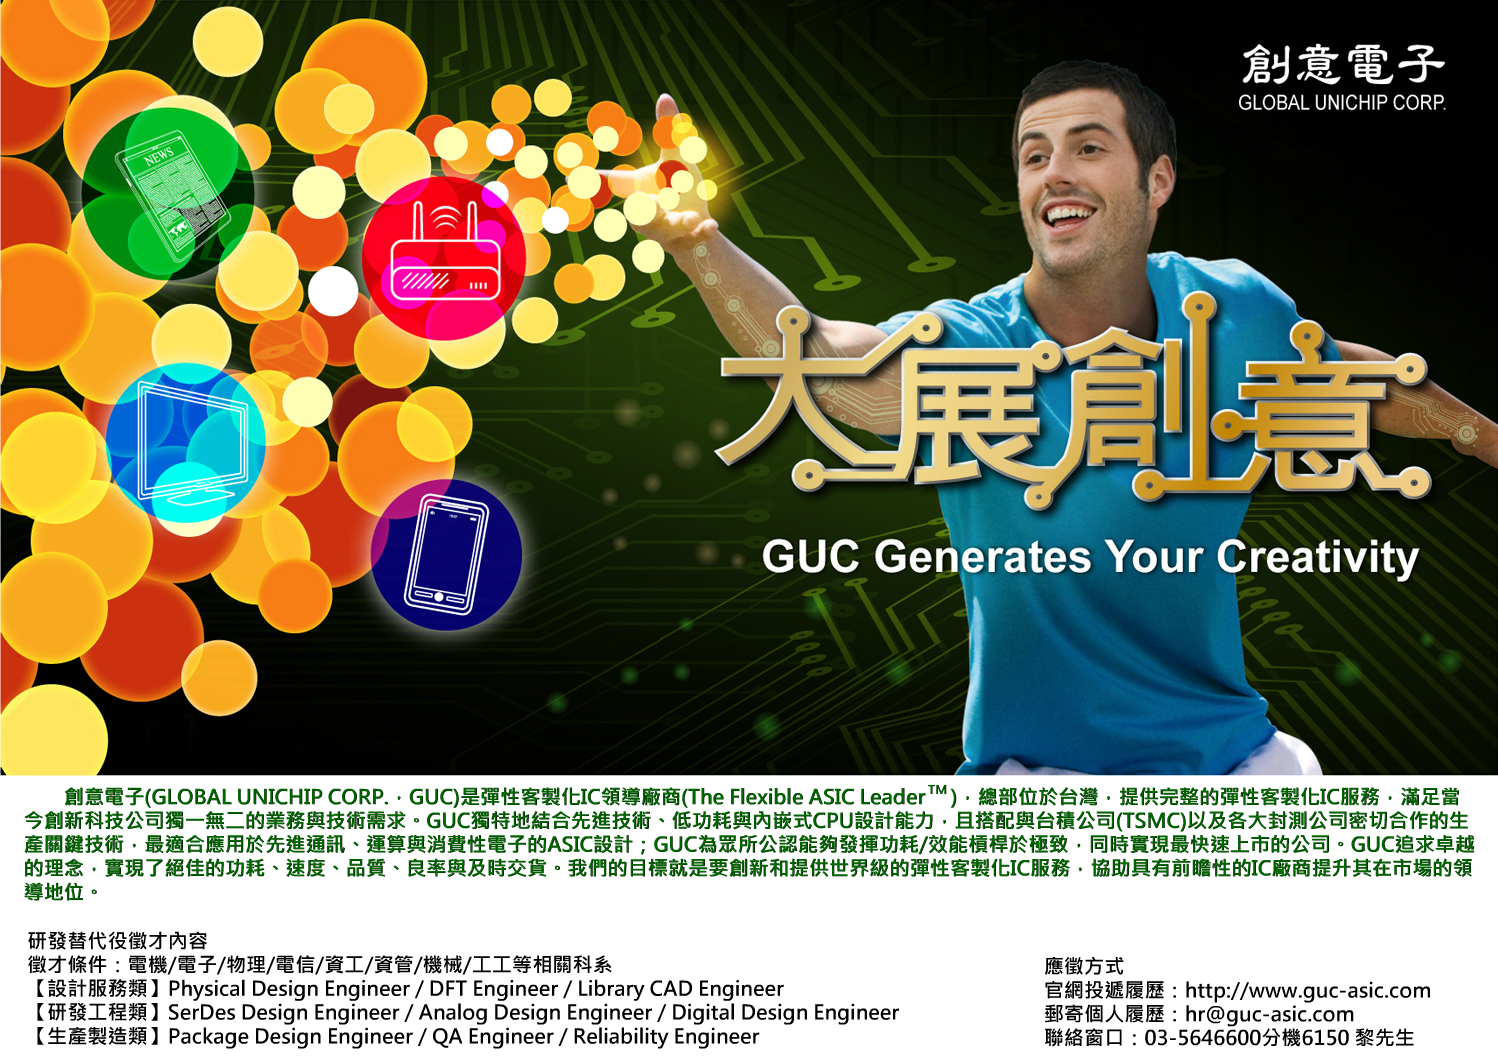 創意電子
GLOBAL UNICHIP CORP.
NEWS
大展創意
GUC Generates Your Creativity
創意電子(GLOBAL UNICHIP CORP.，GUC)是彈性客製化IC領導廠商(The Flexible ASIC Leader™)，總部位於台灣，提供完整的彈性客製化IC服務，滿足當
今創新科技公司獨一無二的業務與技術需求。GUC獨特地結合先進技術、低功耗與內嵌式CPU設計能力，且搭配與台積公司(TSMC)以及各大封測公司密切合作的生
產關鍵技術，最適合應用於先進通訊、運算與消費性電子的ASIC設計；GUC為眾所公認能夠發揮功耗/效能槓桿於極致，同時實現最快速上市的公司。GUC追求卓越
的理念，實現了絕佳的功耗、速度、品質、良率與及時交貨。我們的目標就是要創新和提供世界級的彈性客製化IC服務，協助具有前瞻性的IC廠商提升其在市場的領
導地位。
研發替代役徵才內容
徵才條件：電機/電子/物理/電信/資工/資管/機械/工工等相關科系
【設計服務類】Physical Design Engineer / DFT Engineer / Library CAD Engineer
【研發工程類】SerDes Design Engineer / Analog Design Engineer / Digital Design Engineer
【生產製造類】Package Design Engineer / QA Engineer / Reliability Engineer
應徵方式
官網投遞履歷：http://www.guc-asic.com
郵寄個人履歷：hr@guc-asic.com
聯絡窗口：03-5646600分機6150 黎先生